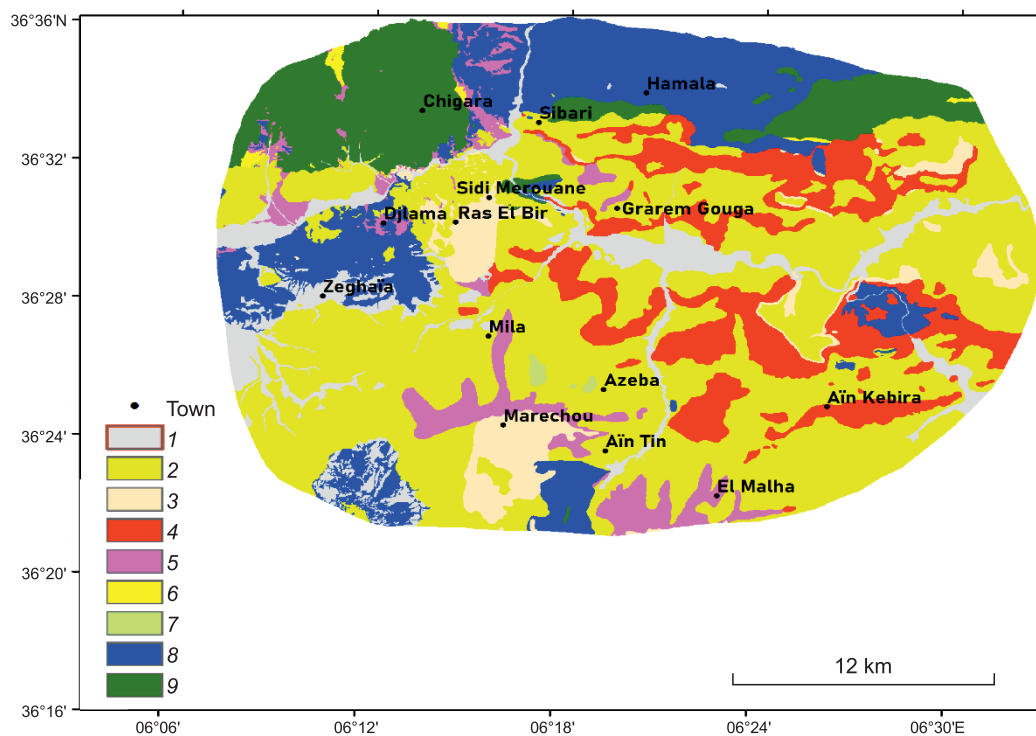 36°36'N
Hamala
Chigara
Sibari
36°32'
Sidi Merouane
Djlama
Ras El Bir
Grarem Gouga
36°28'
Zeghaïa
Mila
Azeba
Town
Marechou
Aïn Kebira
1
36°24'
Aïn Tin
2
El Malha
3
4
5
36°20'
6
7
8
12 km
9
36°16'
06°06'
06°12'
06°18'
06°24'
06°30'E